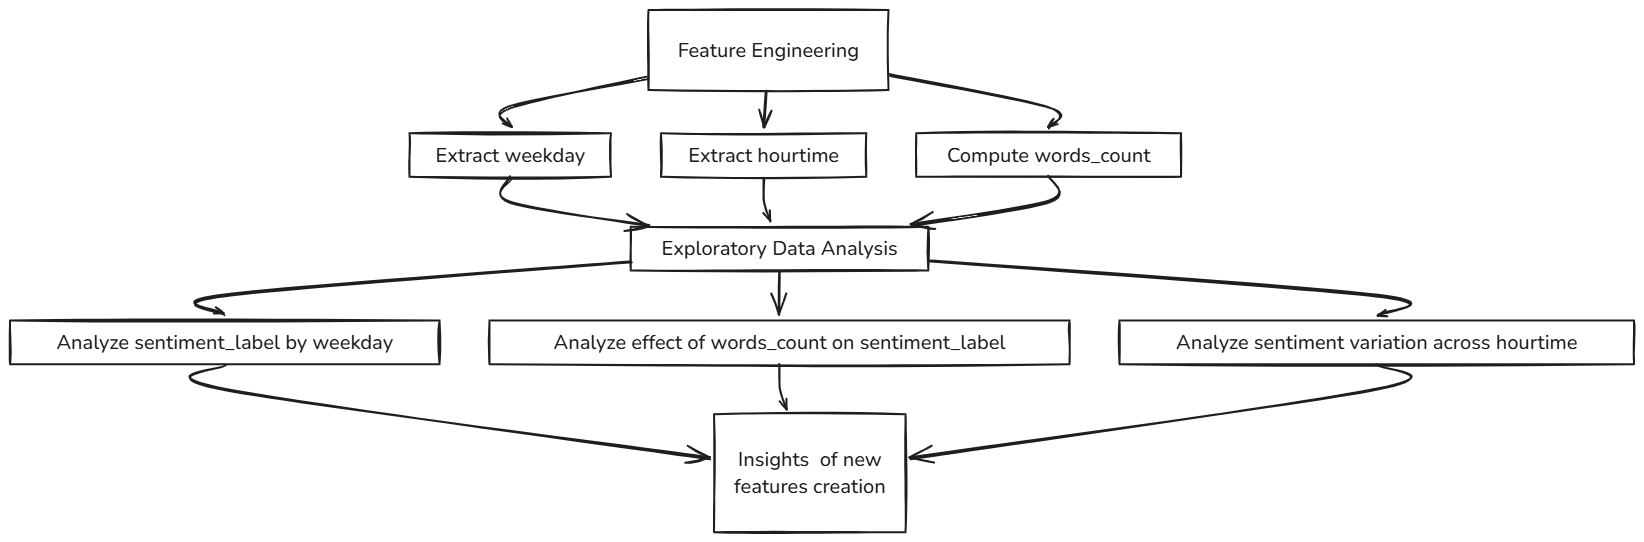 Feature Engineering
Extract weekday
Extract hourtime
Compute words_count
Exploratory Data Analysis
Analyze sentiment_label by weekday
Analyze effect of words_count on sentiment_label
Analyze sentiment variation across hourtime
Insights  of new
features creation